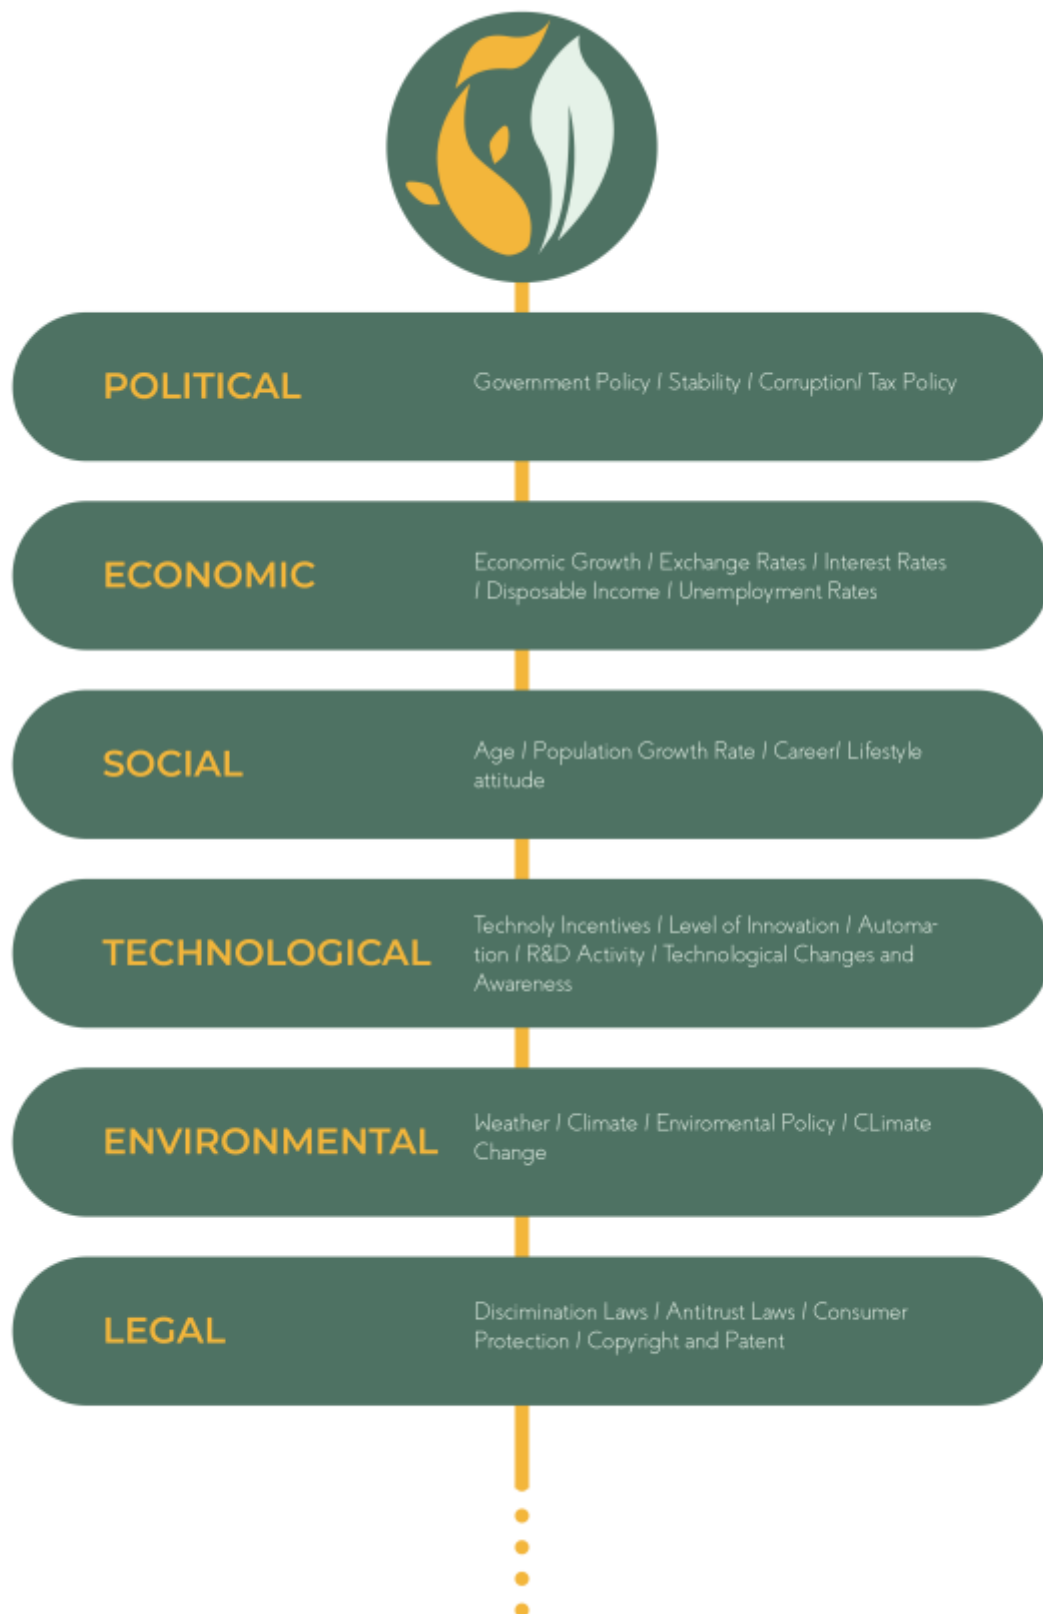 POLITICAL
Government Policy / Stability / Corruption/ Tax Policy
ECONOMIC
Economic Growth / Exchange Rates / Interest Rates
/ Disposable Income / Unemployment Rates
SOCIAL
Age / Population Growth Rate / Career/ Lifestyle
attitude
TECHNOLOGICAL
Technoly Incentives / Level of Innovation / Automa-
tion / R&D Activity / Technological Changes and
Awareness
ENVIRONMENTAL
Weather / Climate / Enviromental Policy / CLimate
Change
LEGAL
Discimination Laws / Antitrust Laws / Consumer
Protection / Copyright and Patent